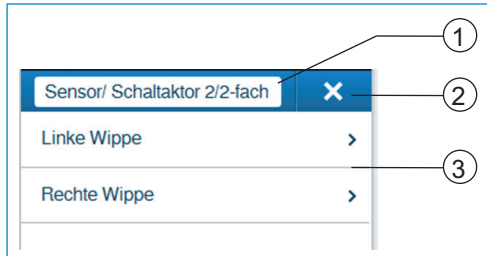 1
Sensor/ Schaltaktor 2/2-fach
2
Linke Wippe
3
Rechte Wippe